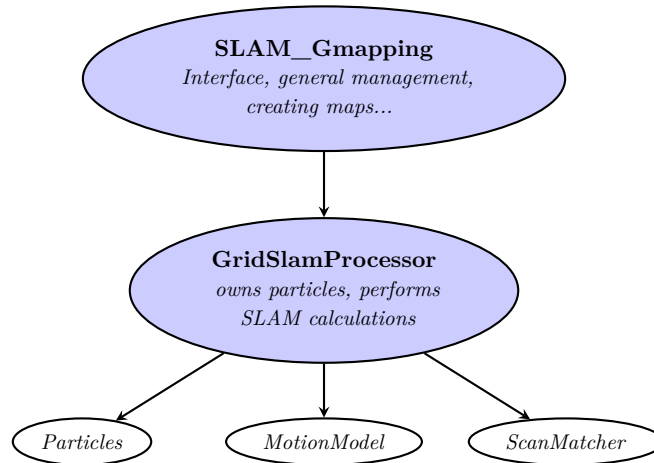 SLAM_Gmapping
Interface, general management,
creating maps...
GridSlamProcessor
owns particles, performs
SLAM calculations
Particles
MotionModel
ScanMatcher